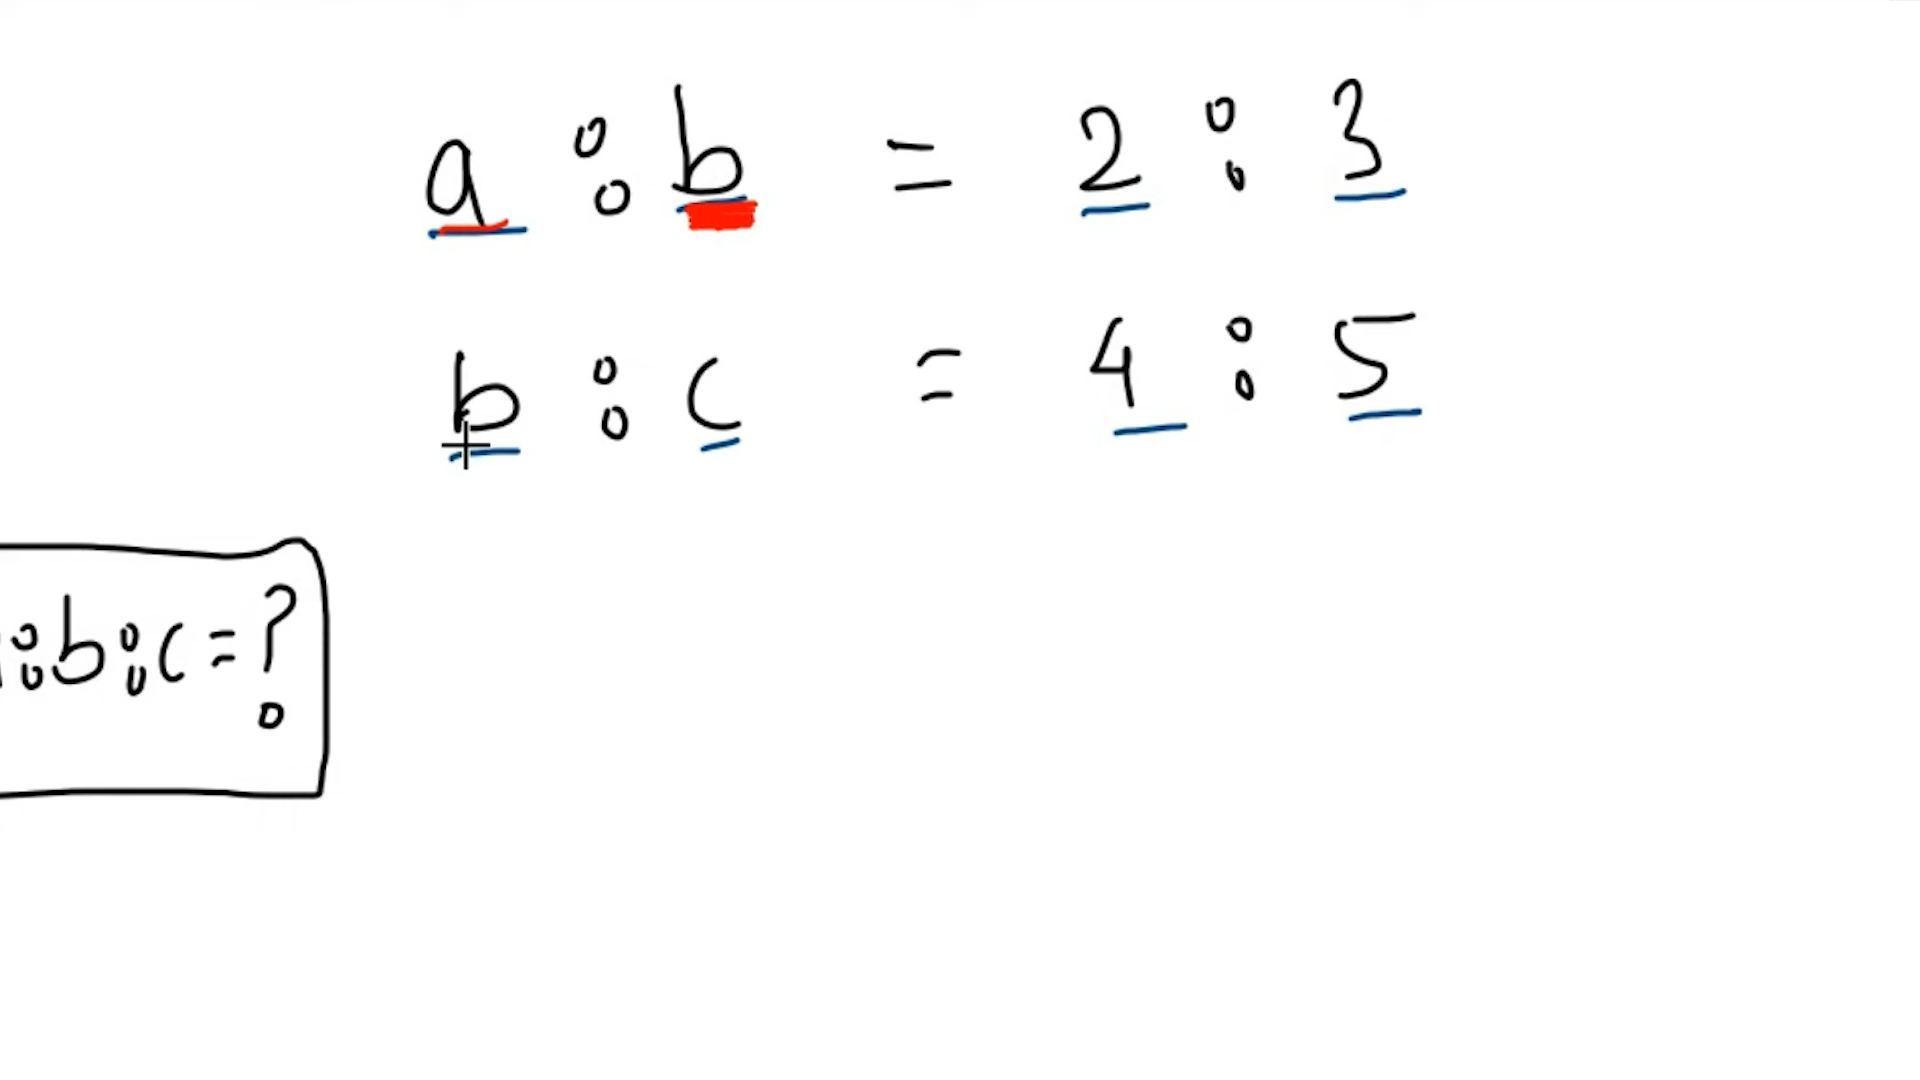 a : b = 2 : 3
b : c = 4 : 5
: b : c = ?